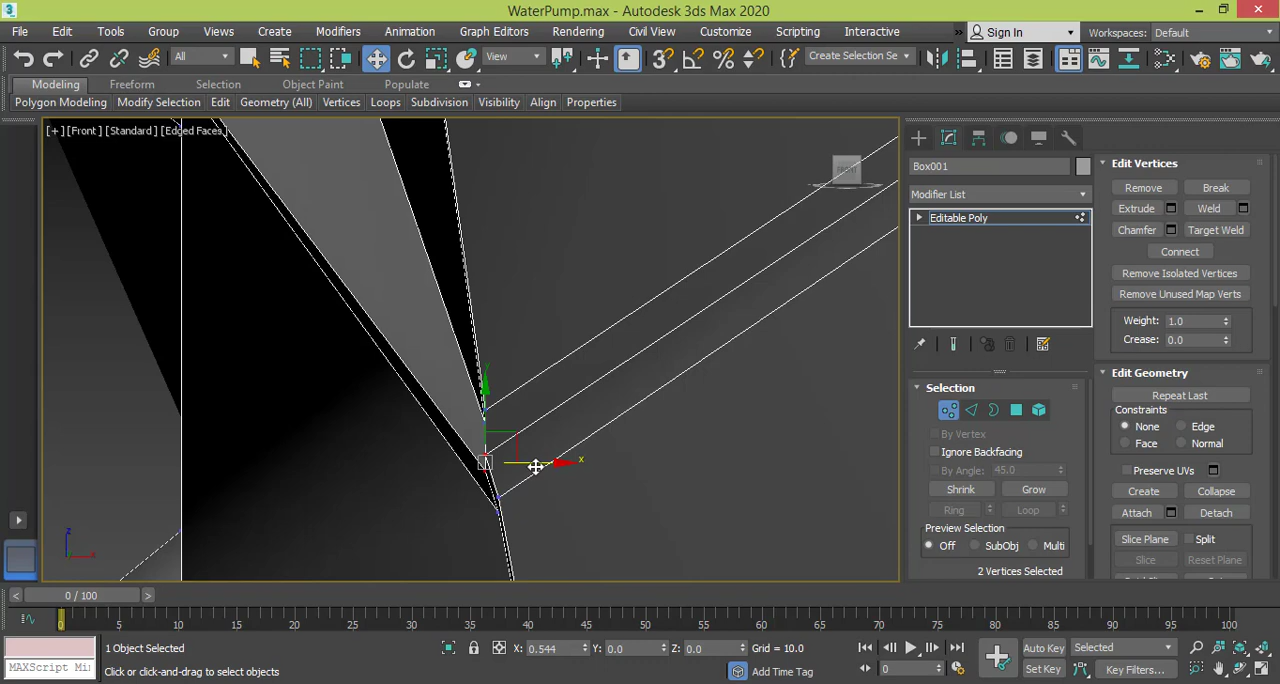 WaterPump.max - Autodesk 3ds Max 2020
File Edit Tools Group Views Create Modifiers Animation Graph Editors Rendering Civil View Customize Scripting Interactive Sign In Workspaces: Default
All View Create Selection Se
Modeling Freeform Selection Object Paint Populate
Polygon Modeling Modify Selection Edit Geometry (All) Vertices Loops Subdivision Visibility Align Properties
[+] [Front] [Standard] [Edged Faces]
FRONT
y
x
z
x
Box001
Modifier List
Editable Poly
Selection
By Vertex
Ignore Backfacing
By Angle: 45.0
Shrink Grow
Ring Loop
Preview Selection
Off SubObj Multi
2 Vertices Selected
Edit Vertices
Remove Break
Extrude Weld
Chamfer Target Weld
Connect
Remove Isolated Vertices
Remove Unused Map Verts
Weight: 1.0
Crease: 0.0
Edit Geometry
Repeat Last
Constraints
None Edge
Face Normal
Preserve UVs
Create Collapse
Attach Detach
Slice Plane Split
Slice Reset Plane
0 / 100
0 5 10 15 20 25 30 35 40 45 50 55 60 65 70 75 80 85 90 95 100
1 Object Selected X: 0.544 Y: 0.0 Z: 0.0 Grid = 10.0 Auto Key Selected
MAXScript Mi Click or click-and-drag to select objects Add Time Tag 0 Set Key Key Filters...